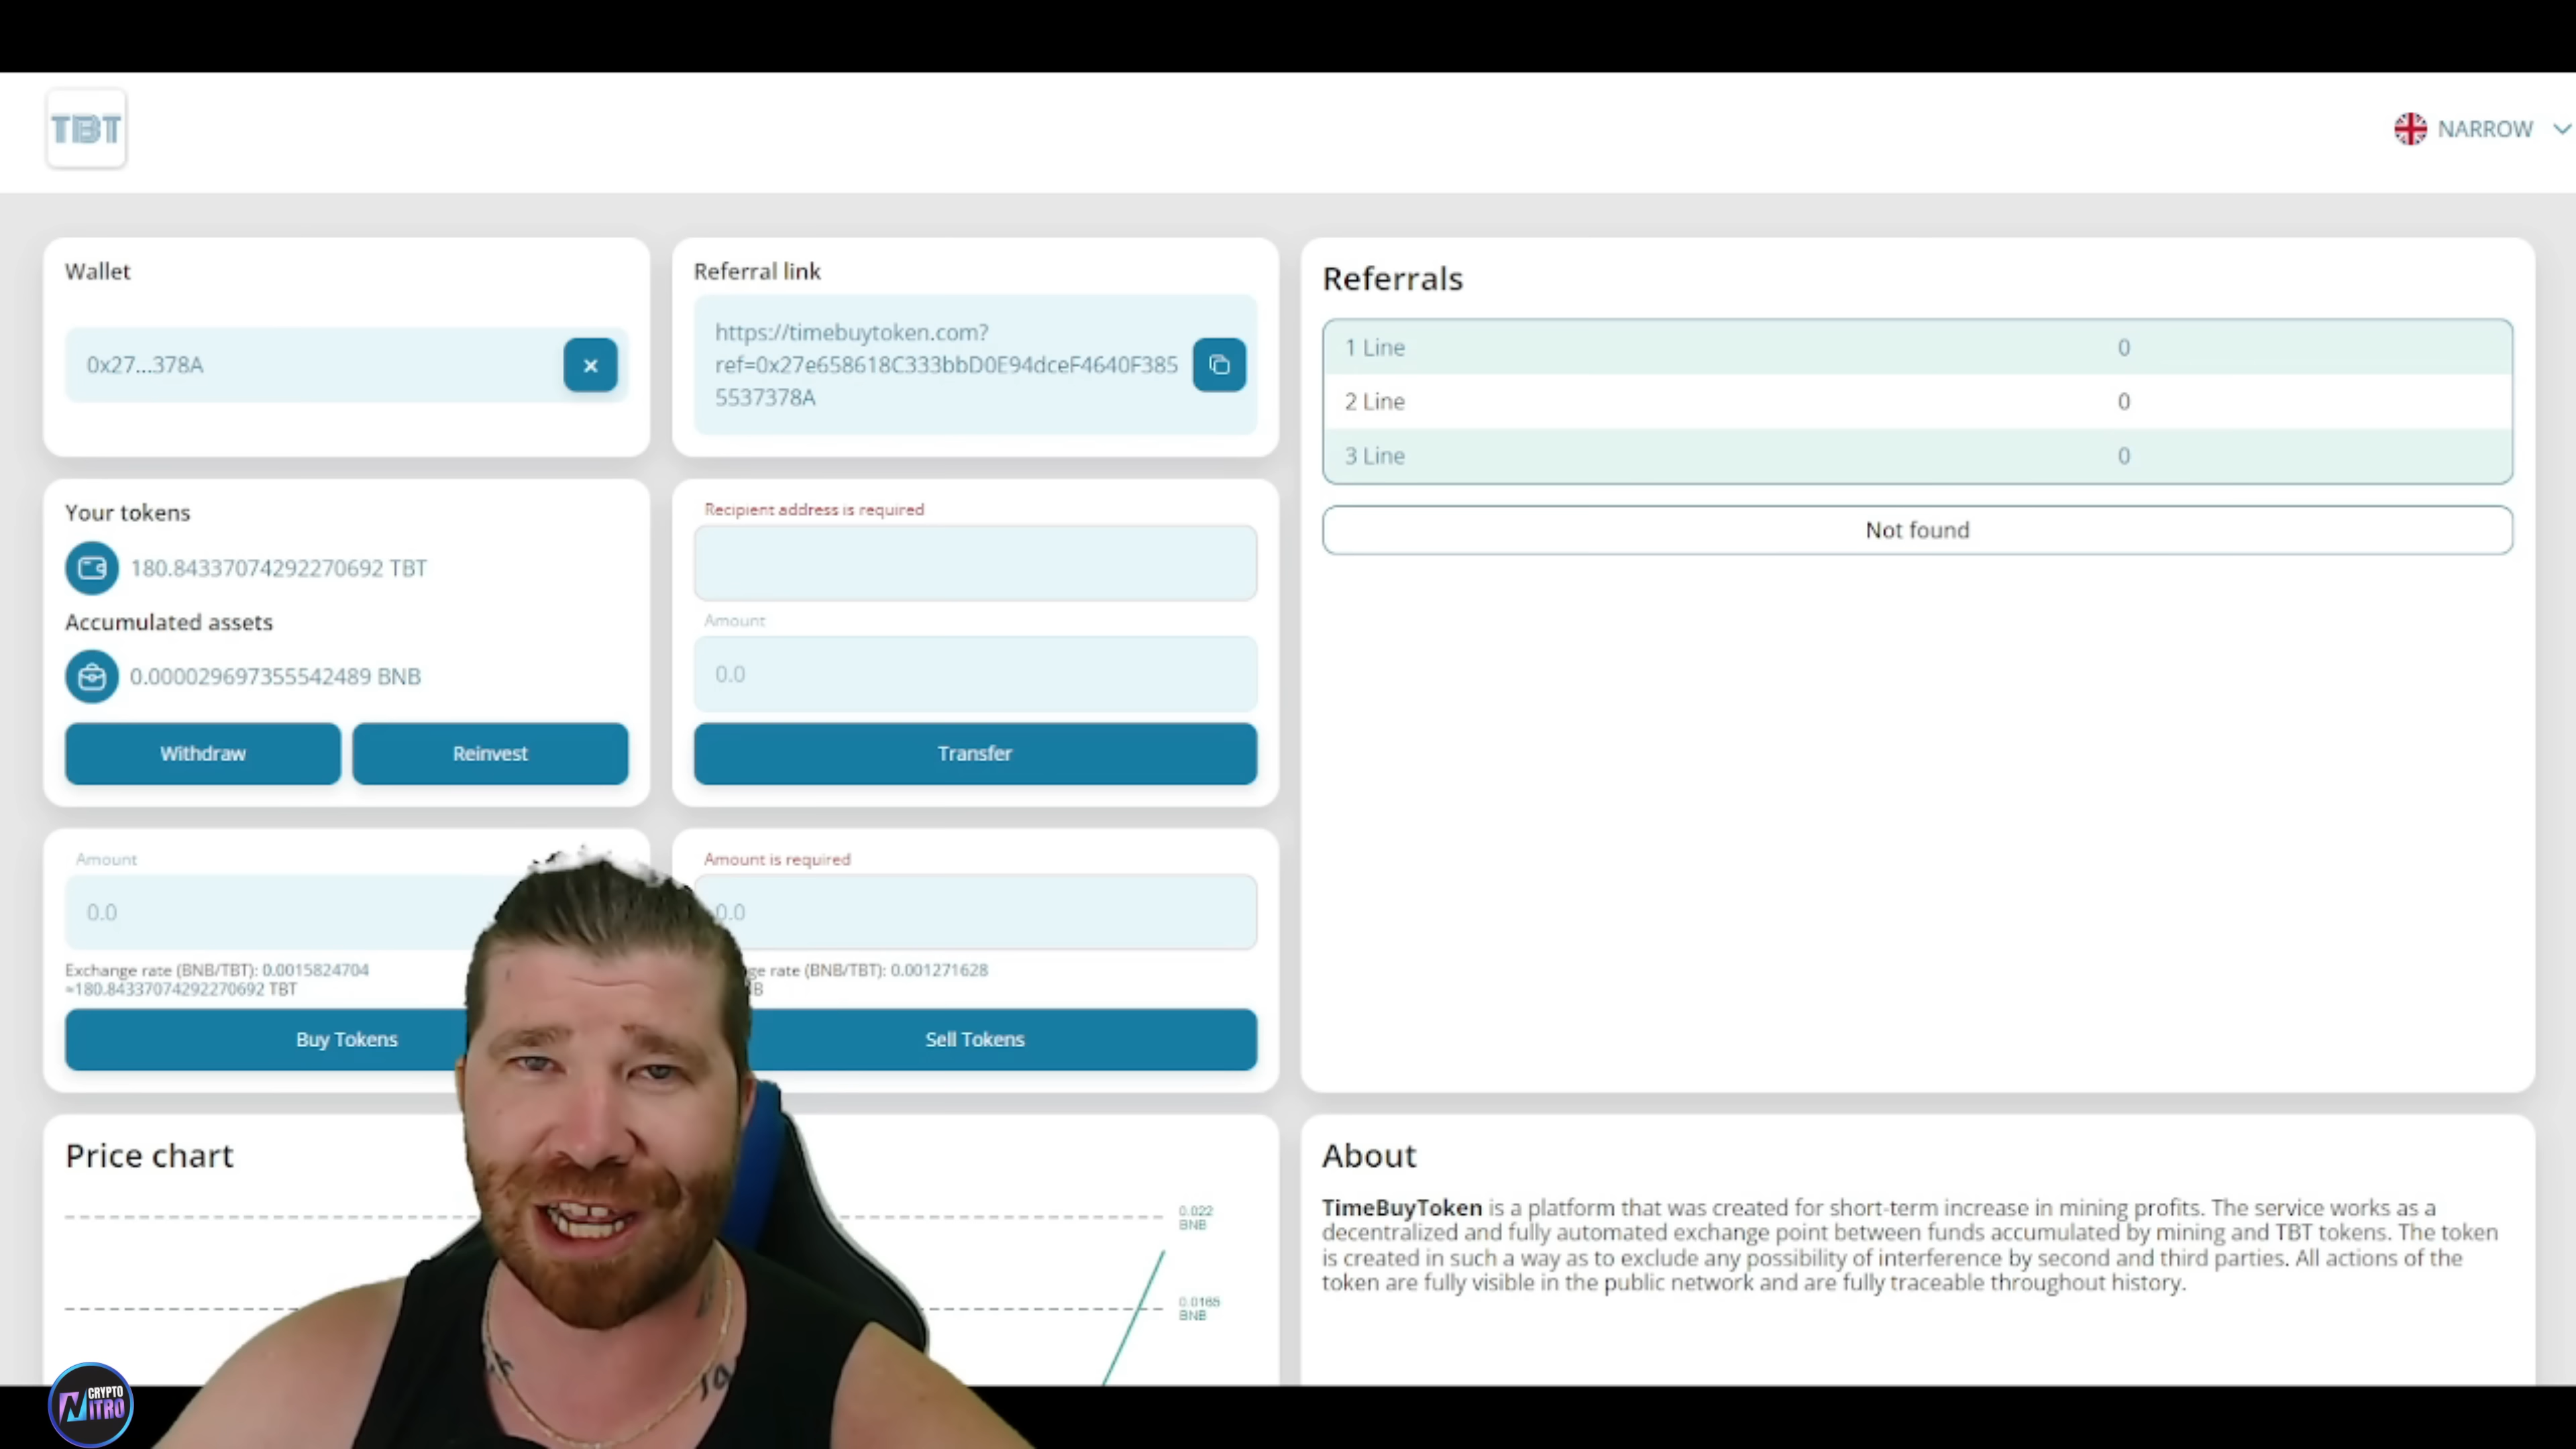 TBT
NARROW
Wallet
0x27...378A
Referral link
https://timebuytoken.com?
ref=0x27e658618C333bbD0E94dceF4640F385
5537378A
Referrals
1 Line 0
2 Line 0
3 Line 0
Not found
Your tokens
180.84337074292270692 TBT
Accumulated assets
0.000029697355542489 BNB
Withdraw
Reinvest
Recipient address is required
Amount
0.0
Transfer
Amount
0.0
Exchange rate (BNB/TBT): 0.0015824704
≈180.84337074292270692 TBT
Buy Tokens
Amount is required
0.0
ge rate (BNB/TBT): 0.001271628
Sell Tokens
Price chart
0.022
BNB
0.0165
BNB
About
TimeBuyToken is a platform that was created for short-term increase in mining profits. The service works as a
decentralized and fully automated exchange point between funds accumulated by mining and TBT tokens. The token
is created in such a way as to exclude any possibility of interference by second and third parties. All actions of the
token are fully visible in the public network and are fully traceable throughout history.
CRYPTO
NITRO